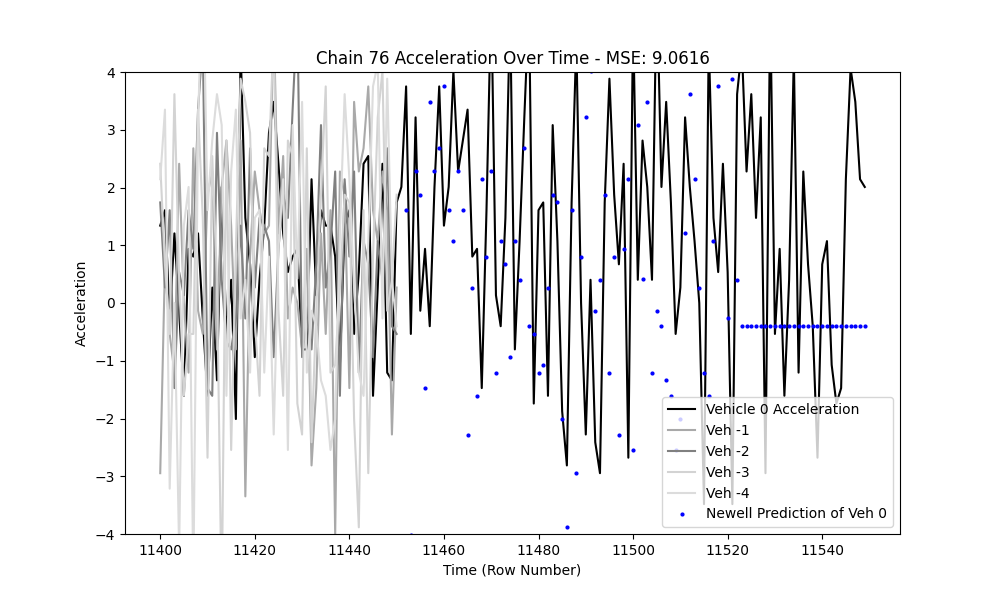 Chain 76 Acceleration Over Time - MSE: 9.0616
4
3
2
1
0
−1
−2
−3
−4
Acceleration
11400
11420
11440
11460
11480
11500
11520
11540
Time (Row Number)
Vehicle 0 Acceleration
Veh -1
Veh -2
Veh -3
Veh -4
Newell Prediction of Veh 0